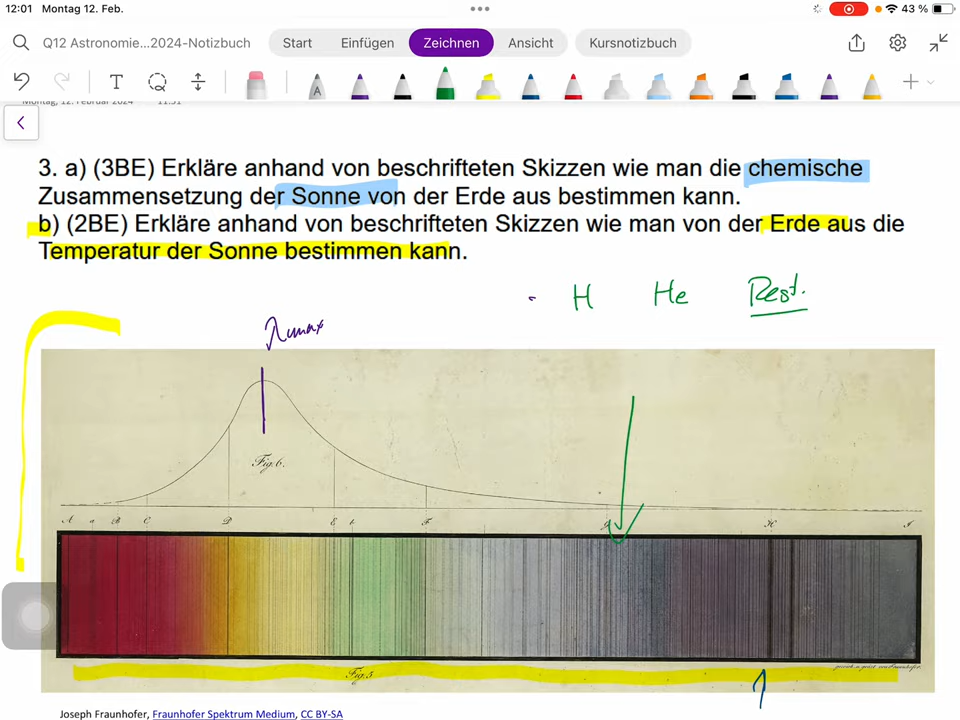 12:01 Montag 12. Feb.
43 %
Q12 Astronomie...2024-Notizbuch
Start Einfügen Zeichnen Ansicht Kursnotizbuch
T A
Montag, 12. Februar 2024 11:51
3. a) (3BE) Erkläre anhand von beschrifteten Skizzen wie man die chemische
Zusammensetzung der Sonne von der Erde aus bestimmen kann.
b) (2BE) Erkläre anhand von beschrifteten Skizzen wie man von der Erde aus die
Temperatur der Sonne bestimmen kann.
H He Rest.
λmax
Fig. 6.
A a B C D E b F G H I
Fig. 5
Joseph Fraunhofer, Fraunhofer Spektrum Medium, CC BY-SA